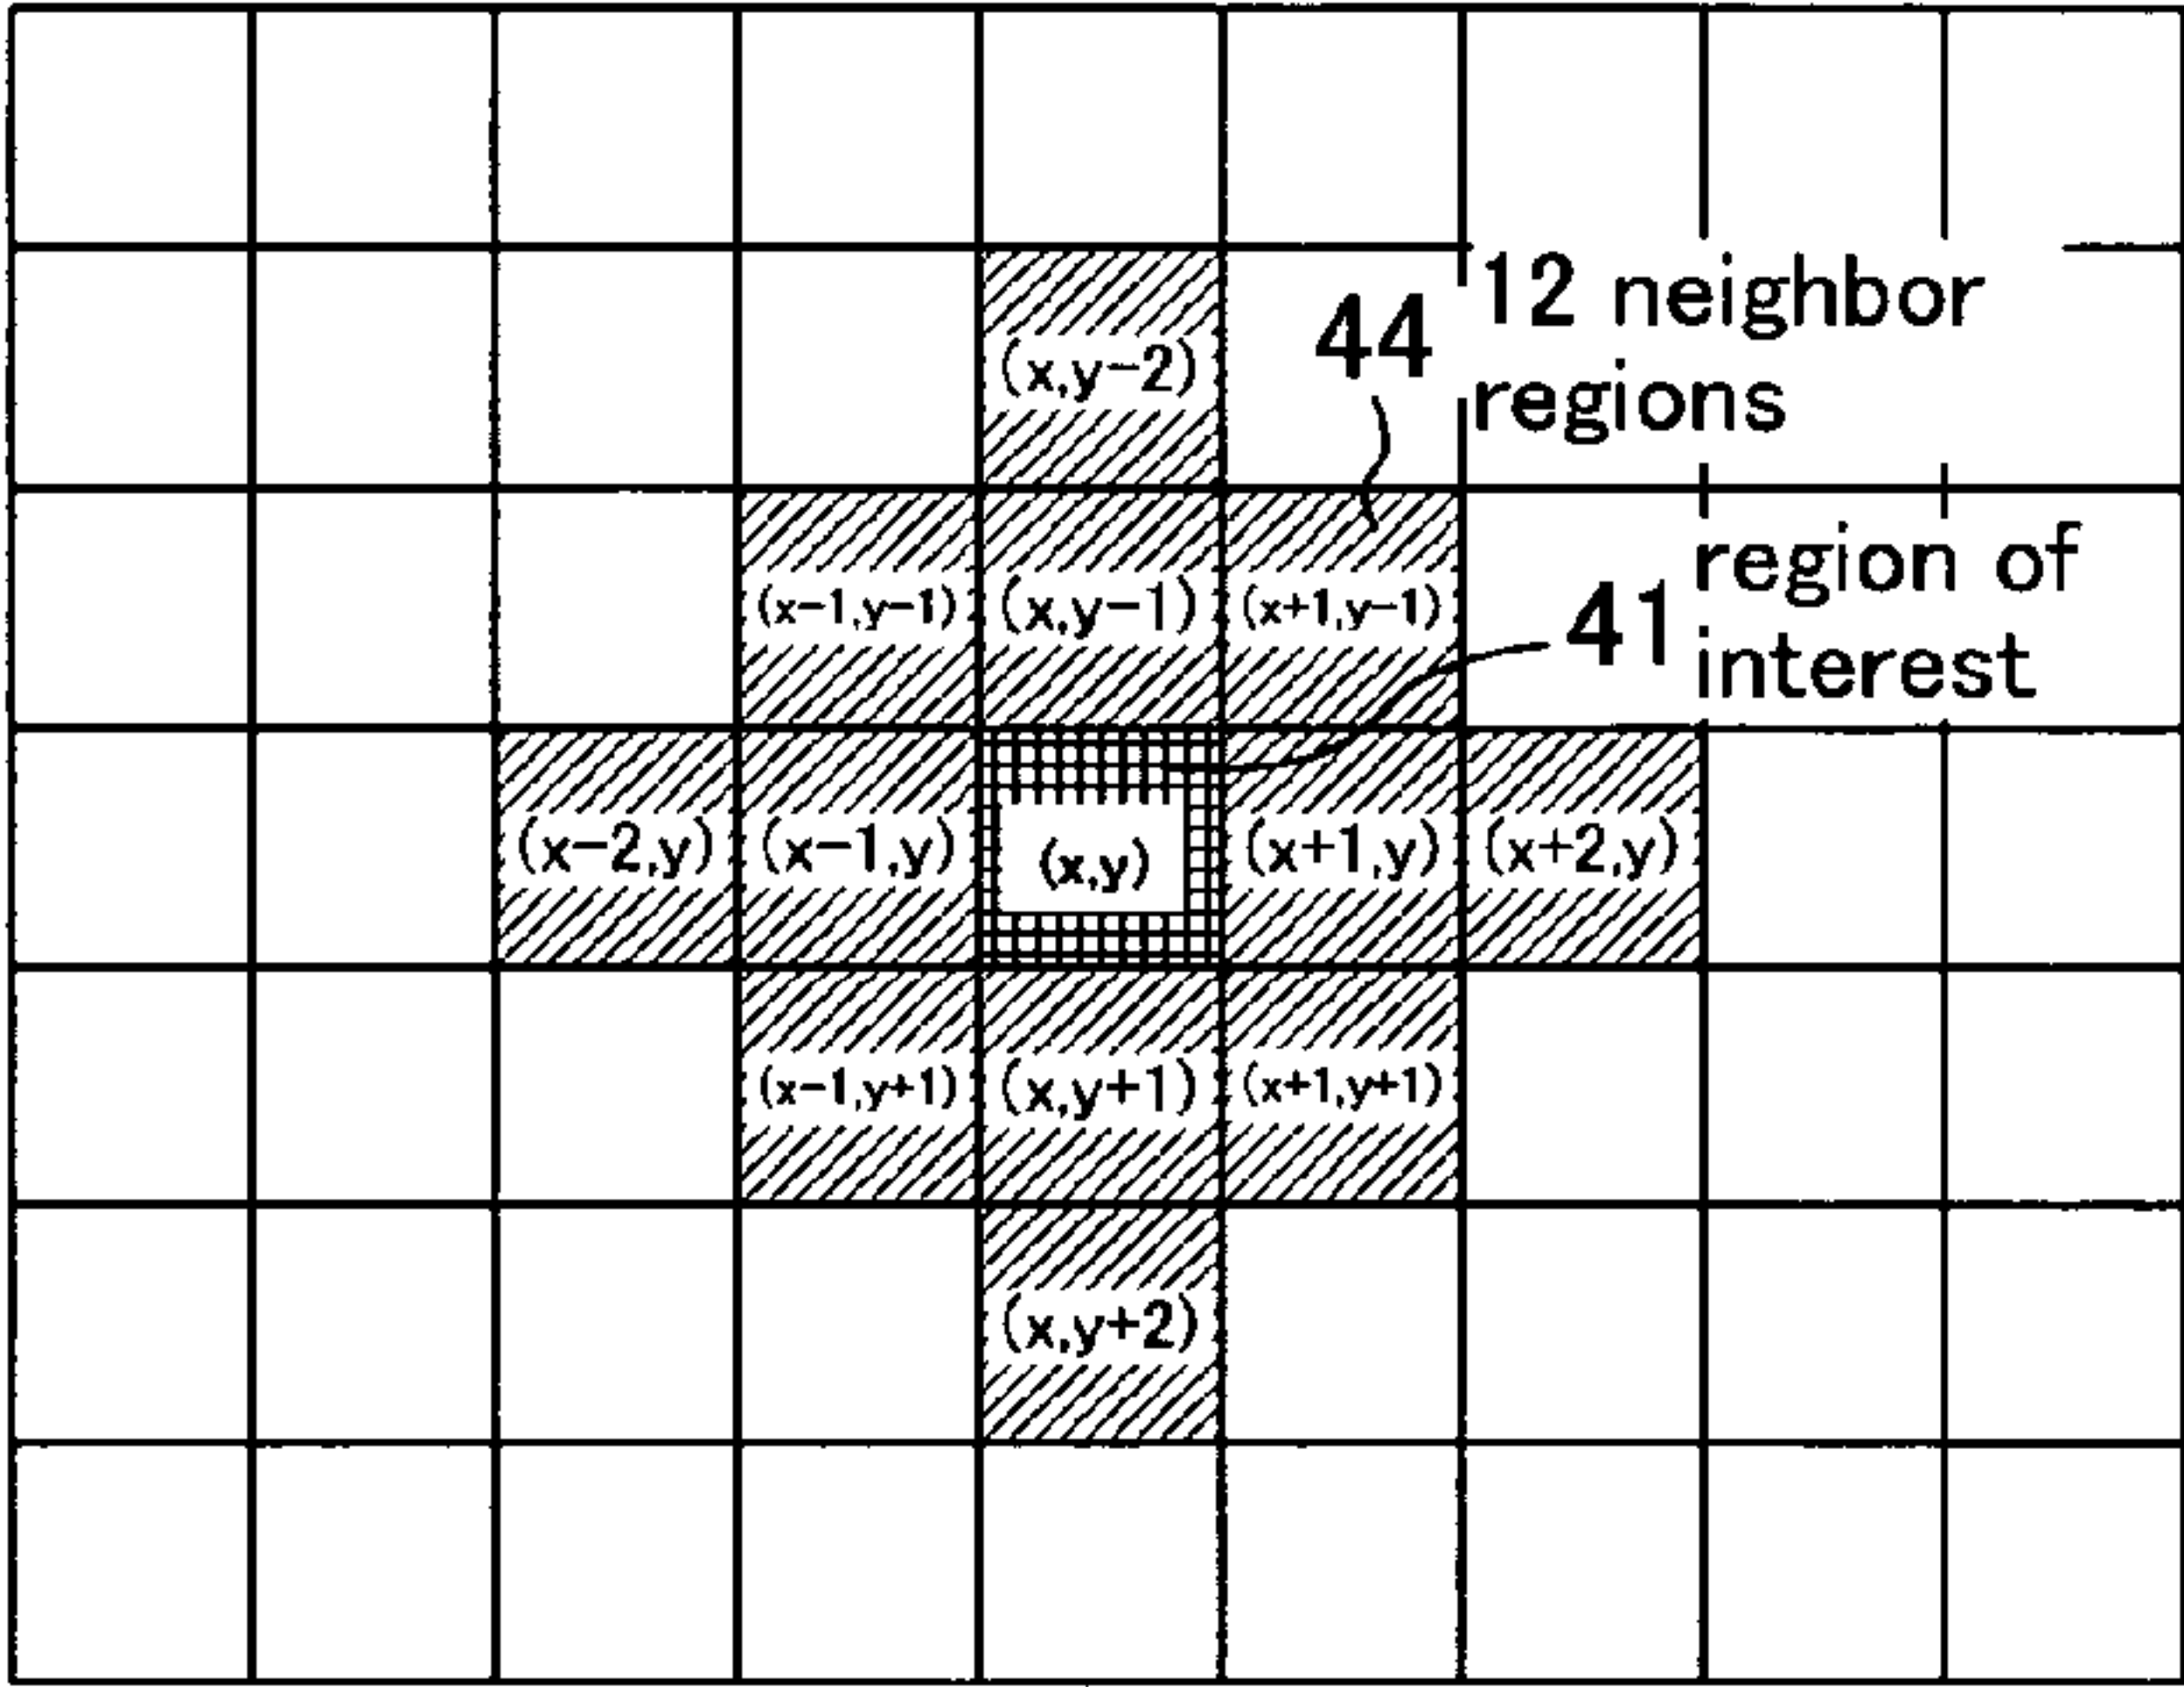 12 neighbor
44 regions
(x,y-2)
(x-1,y-1) (x,y-1) (x+1,y-1)
region of
41 interest
(x-2,y) (x-1,y) (x,y) (x+1,y) (x+2,y)
(x-1,y+1) (x,y+1) (x+1,y+1)
(x,y+2)